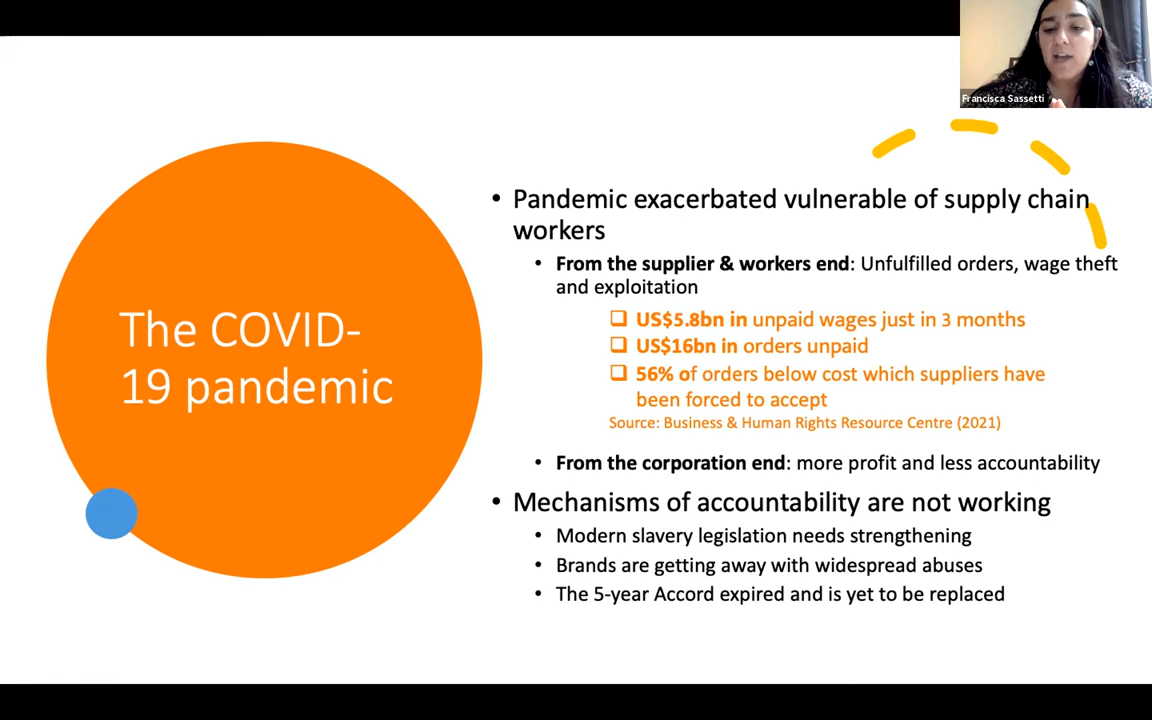 Francisca Sassetti
The COVID-
19 pandemic
• Pandemic exacerbated vulnerable of supply chain
workers
• From the supplier & workers end: Unfulfilled orders, wage theft
and exploitation
❑ US$5.8bn in unpaid wages just in 3 months
❑ US$16bn in orders unpaid
❑ 56% of orders below cost which suppliers have
been forced to accept
Source: Business & Human Rights Resource Centre (2021)
• From the corporation end: more profit and less accountability
• Mechanisms of accountability are not working
• Modern slavery legislation needs strengthening
• Brands are getting away with widespread abuses
• The 5-year Accord expired and is yet to be replaced